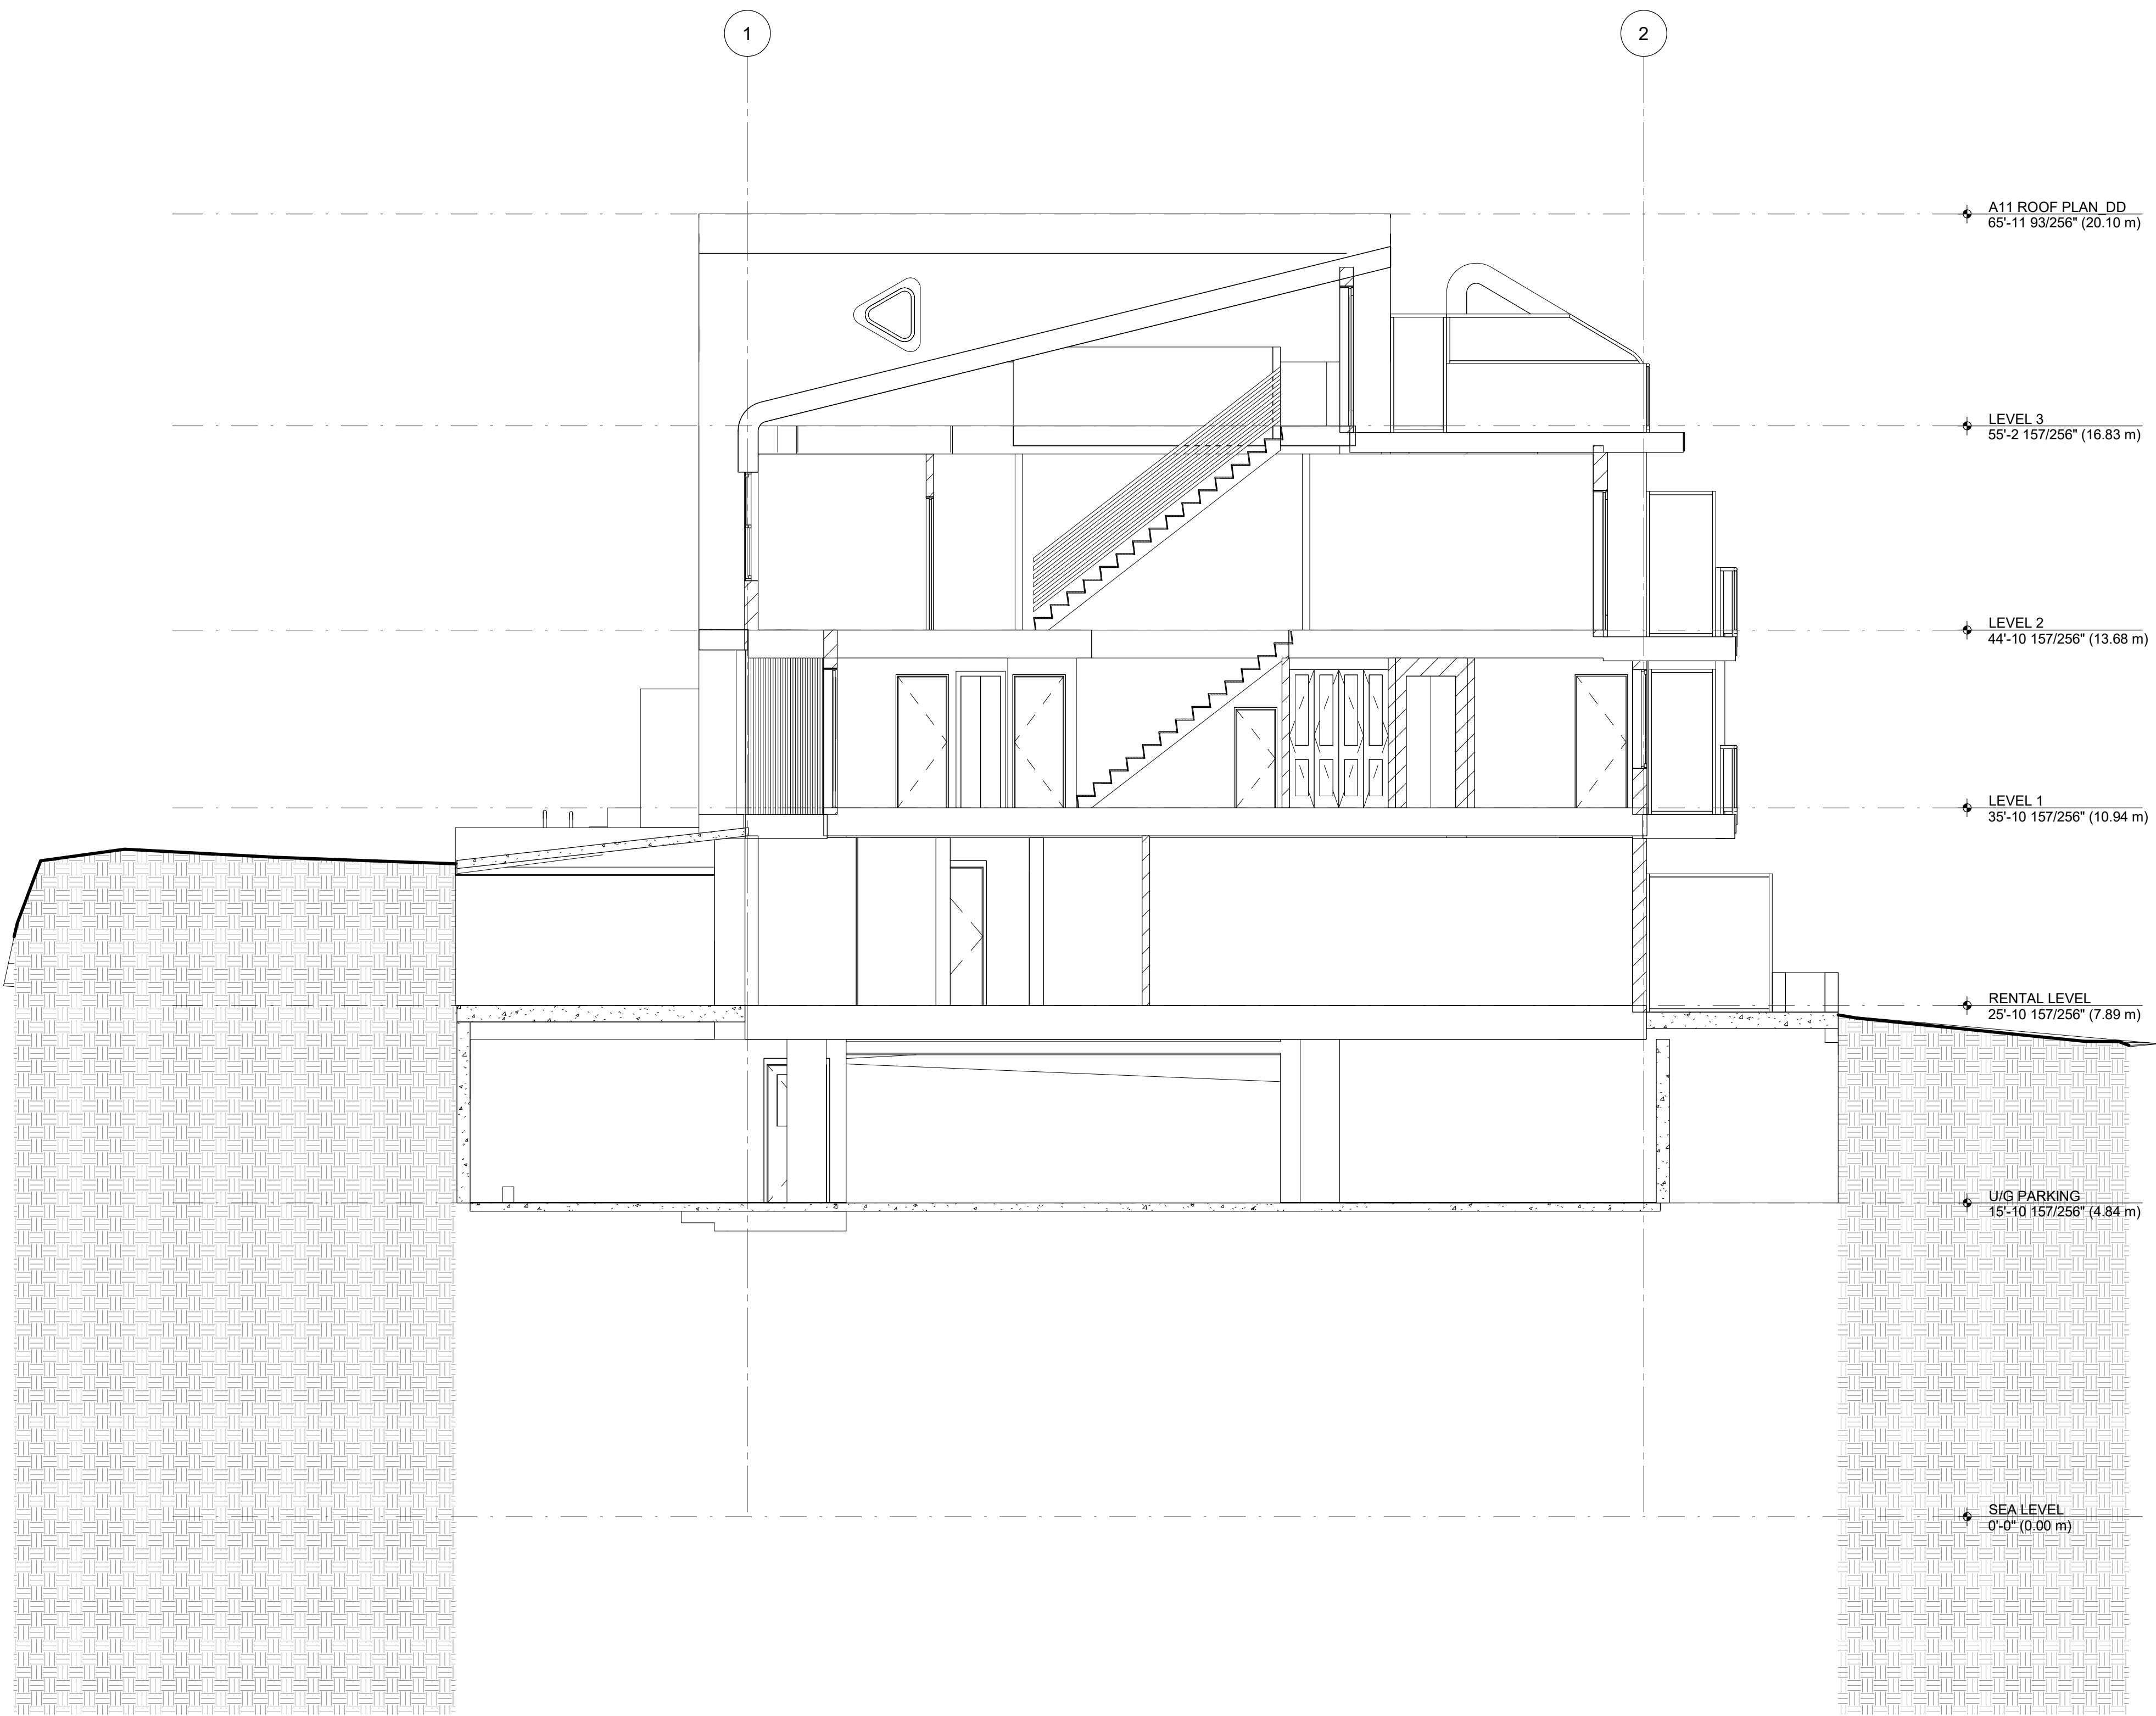 1
2
A11 ROOF PLAN_DD
65'-11 93/256" (20.10 m)
LEVEL 3
55'-2 157/256" (16.83 m)
LEVEL 2
44'-10 157/256" (13.68 m)
LEVEL 1
35'-10 157/256" (10.94 m)
RENTAL LEVEL
25'-10 157/256" (7.89 m)
U/G PARKING
15'-10 157/256" (4.84 m)
SEA LEVEL
0'-0" (0.00 m)